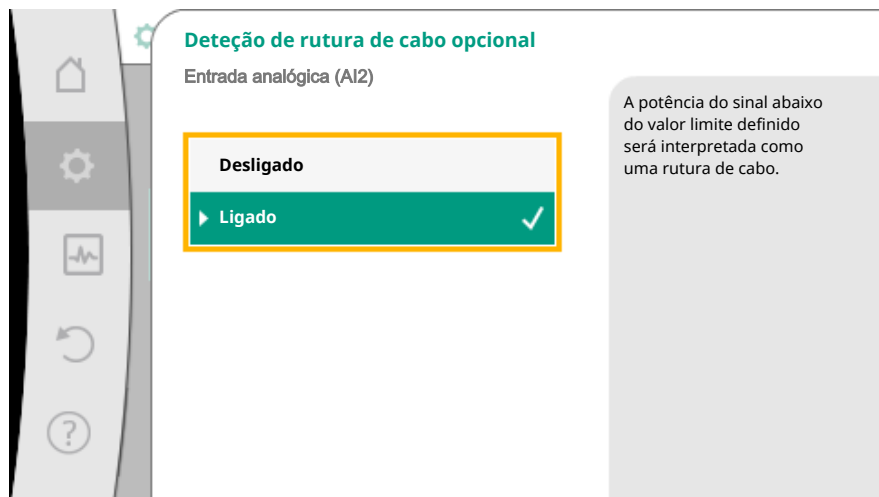 Deteção de rutura de cabo opcional
Entrada analógica (AI2)
Desligado
Ligado
A potência do sinal abaixo
do valor limite definido
será interpretada como
uma rutura de cabo.
?